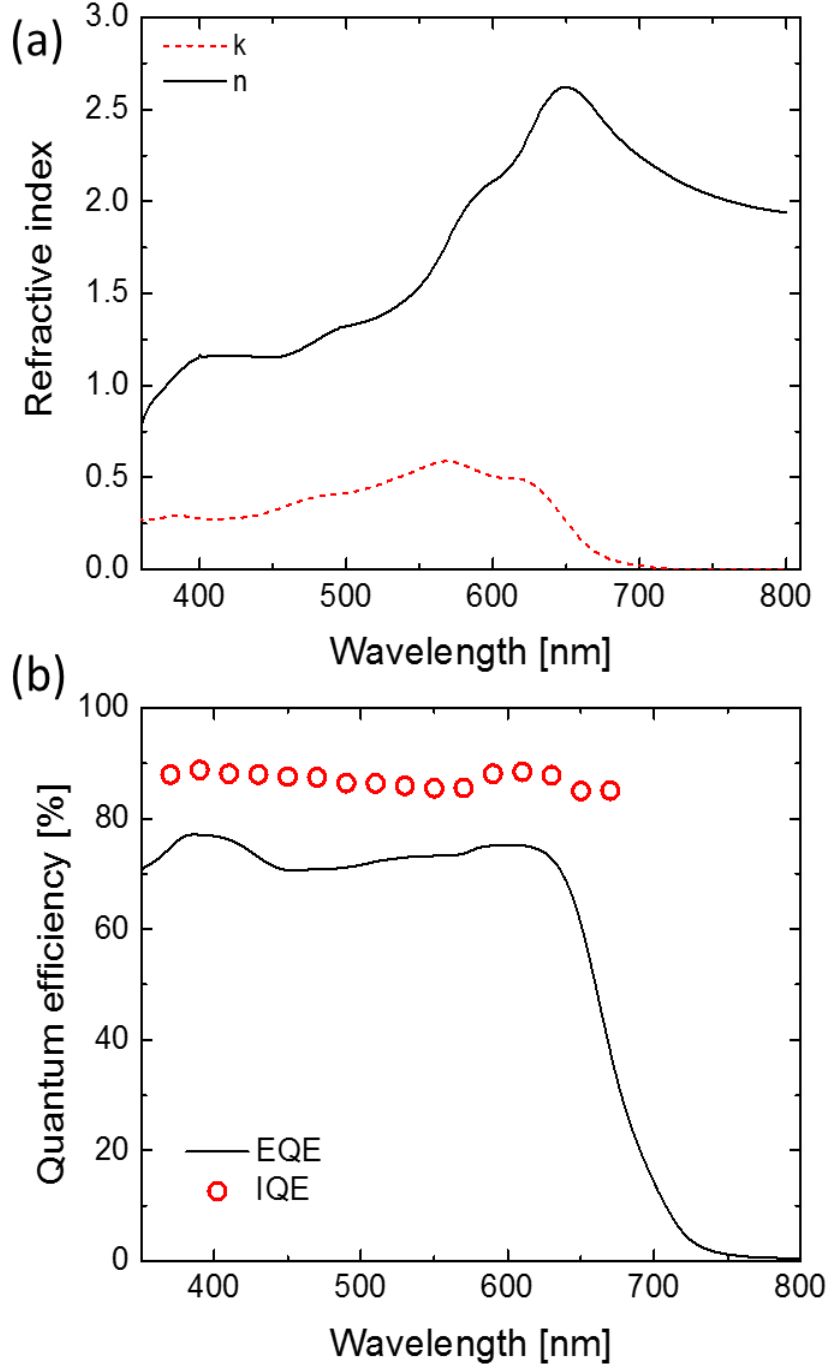 (a)
3.0
2.5
2.0
1.5
1.0
0.5
0.0
Refractive index
k
n
400 500 600 700 800
Wavelength [nm]
(b)
100
80
60
40
20
0
Quantum efficiency [%]
EQE
IQE
400 500 600 700 800
Wavelength [nm]